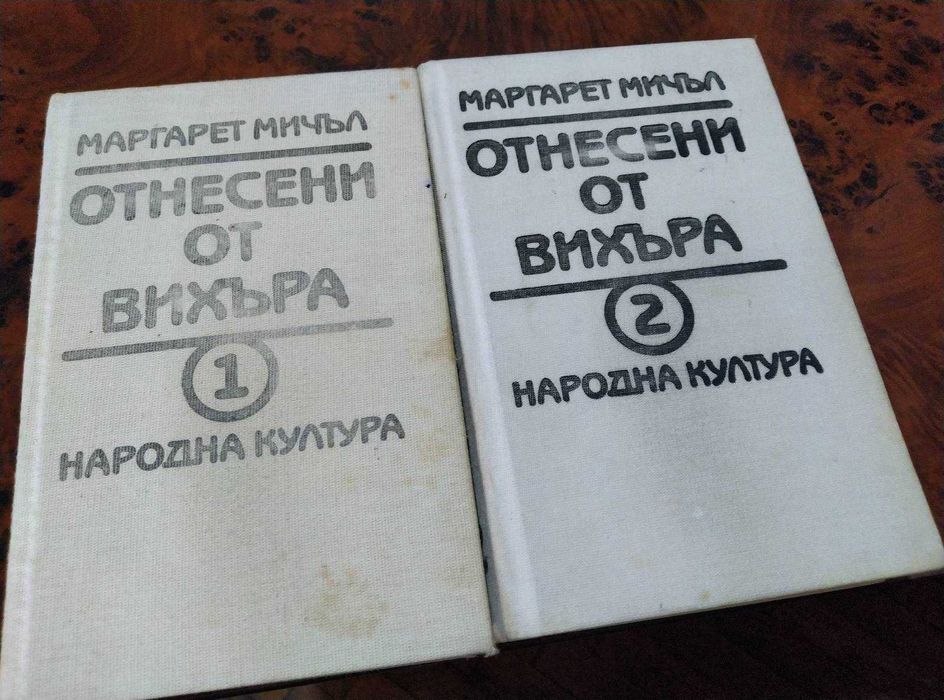 МАРГАРЕТ МИЧЪЛ
ОТНЕСЕНИ
ОТ
ВИХЪРА
1
НАРОДНА КУЛТУРА
МАРГАРЕТ МИЧЪЛ
ОТНЕСЕНИ
ОТ
ВИХЪРА
2
НАРОДНА КУЛТУРА